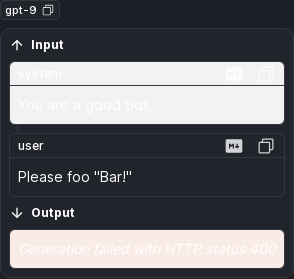 gpt-9
Input
system
You are a good bot.
user
Please foo "Bar!"
Output
Generation failed with HTTP status 400